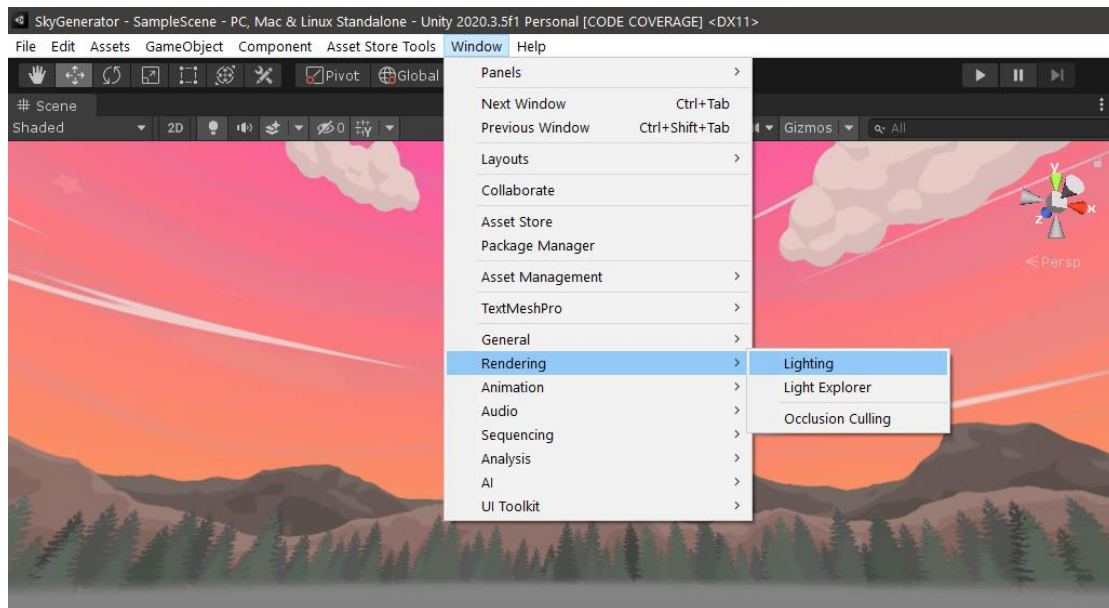 SkyGenerator - SampleScene - PC, Mac & Linux Standalone - Unity 2020.3.5f1 Personal [CODE COVERAGE] <DX11>
File Edit Assets GameObject Component Asset Store Tools Window Help
Pivot Global
# Scene
Shaded 2D 0 Gizmos All
Panels
Next Window Ctrl+Tab
Previous Window Ctrl+Shift+Tab
Layouts
Collaborate
Asset Store
Package Manager
Asset Management
TextMeshPro
General
Rendering
Animation
Audio
Sequencing
Analysis
AI
UI Toolkit
Lighting
Light Explorer
Occlusion Culling
y
x
z
<Persp